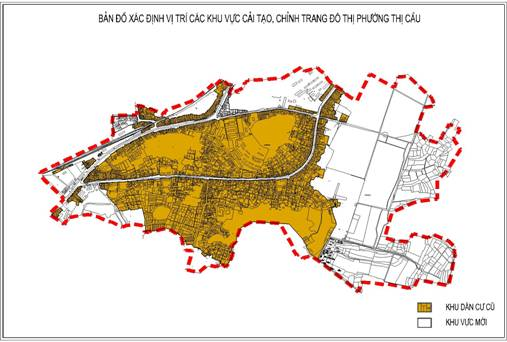 BẢN ĐỒ XÁC ĐỊNH VỊ TRÍ CÁC KHU VỰC CẢI TẠO, CHỈNH TRANG ĐÔ THỊ PHƯỜNG THỊ CẦU
KHU DÂN CƯ CŨ
KHU VỰC MỚI